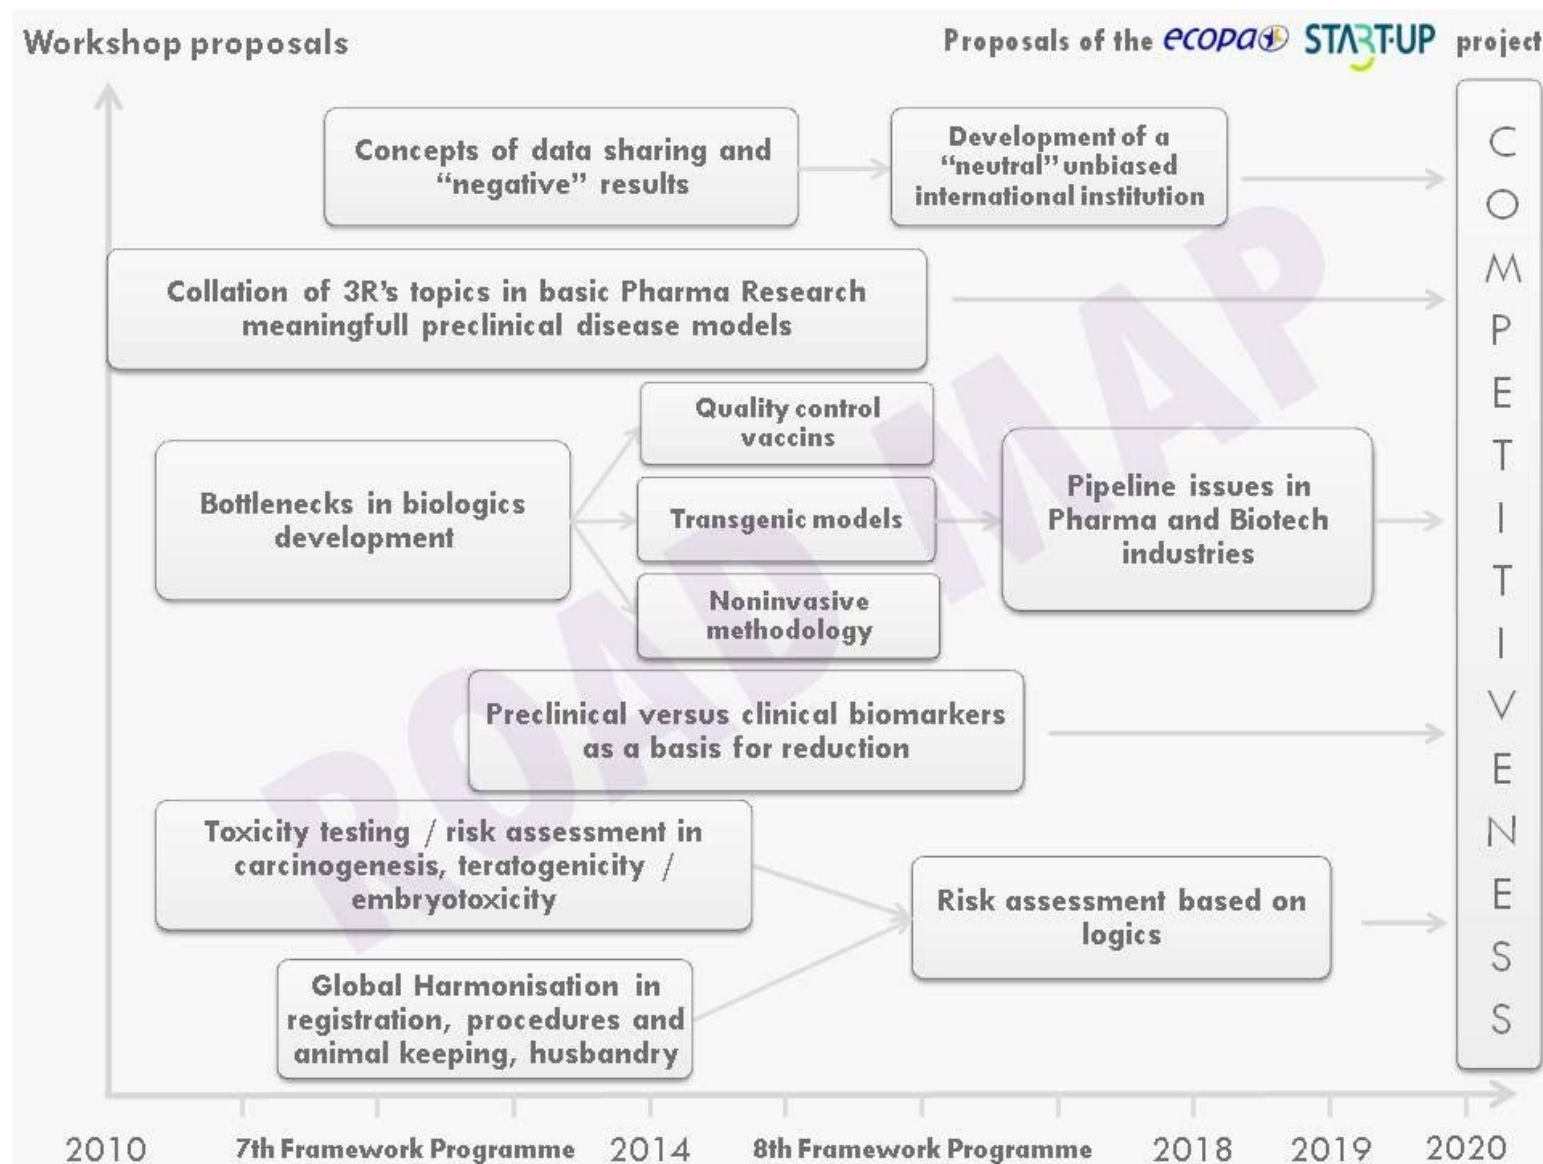 Workshop proposals
Proposals of the ecopa START-UP project
Concepts of data sharing and
“negative” results
Development of a
“neutral” unbiased
international institution
Collation of 3R’s topics in basic Pharma Research
meaningfull preclinical disease models
Quality control
vaccins
Bottlenecks in biologics
development
Transgenic models
Pipeline issues in
Pharma and Biotech
industries
Noninvasive
methodology
Preclinical versus clinical biomarkers
as a basis for reduction
Toxicity testing / risk assessment in
carcinogenesis, teratogenicity /
embryotoxicity
Risk assessment based on
logics
Global Harmonisation in
registration, procedures and
animal keeping, husbandry
COMPETITIVENESS
ROAD MAP
2010 7th Framework Programme 2014 8th Framework Programme 2018 2019 2020